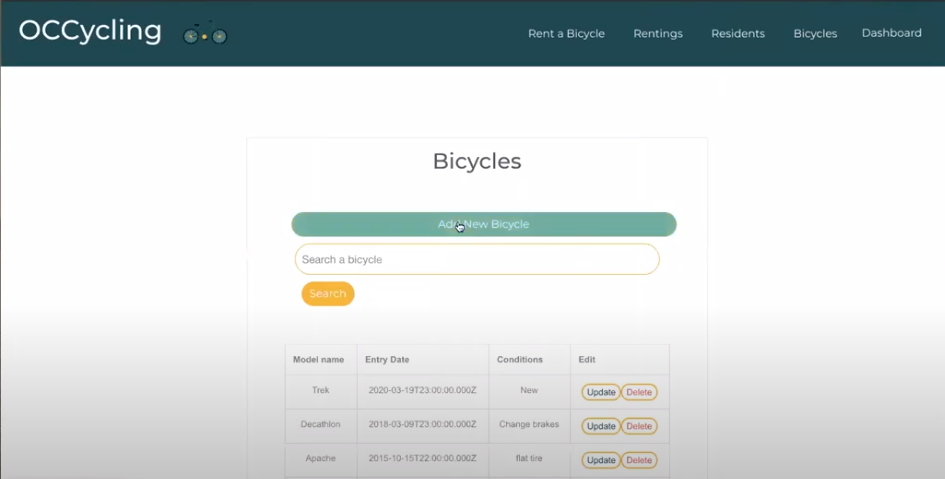 OCCycling
Rent a Bicycle Rentings Residents Bicycles Dashboard
Bicycles
Add New Bicycle
Search a bicycle
Search
Model name Entry Date Conditions Edit
Trek 2020-03-19T23:00:00.000Z New Update Delete
Decathlon 2018-03-09T23:00:00.000Z Change brakes Update Delete
Apache 2015-10-15T22:00:00.000Z flat tire Update Delete